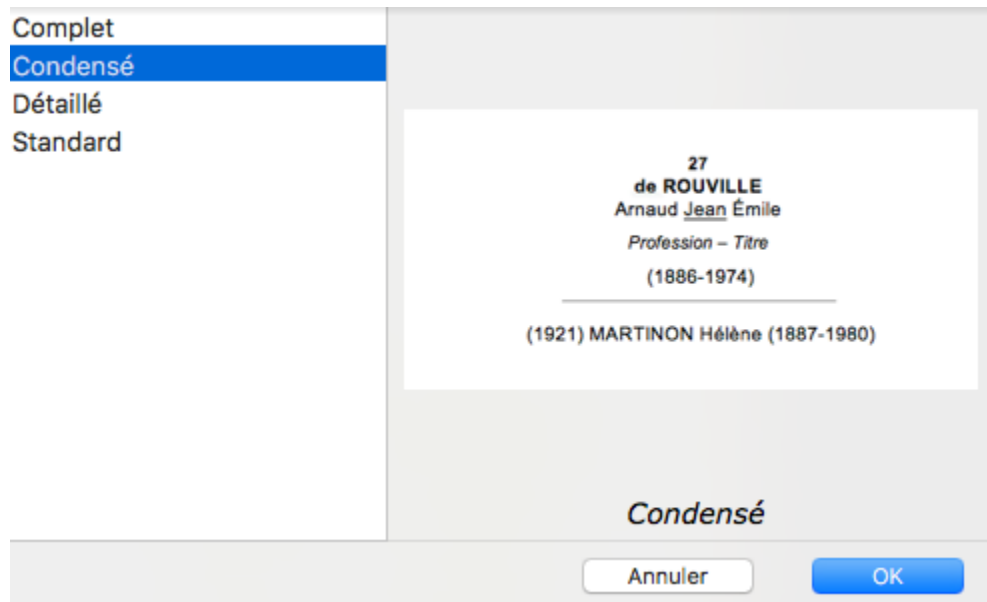 Complet
Condensé
Détaillé
Standard
27
de ROUVILLE
Arnaud Jean Émile
Profession – Titre
(1886-1974)
(1921) MARTINON Hélène (1887-1980)
Condensé
Annuler
OK